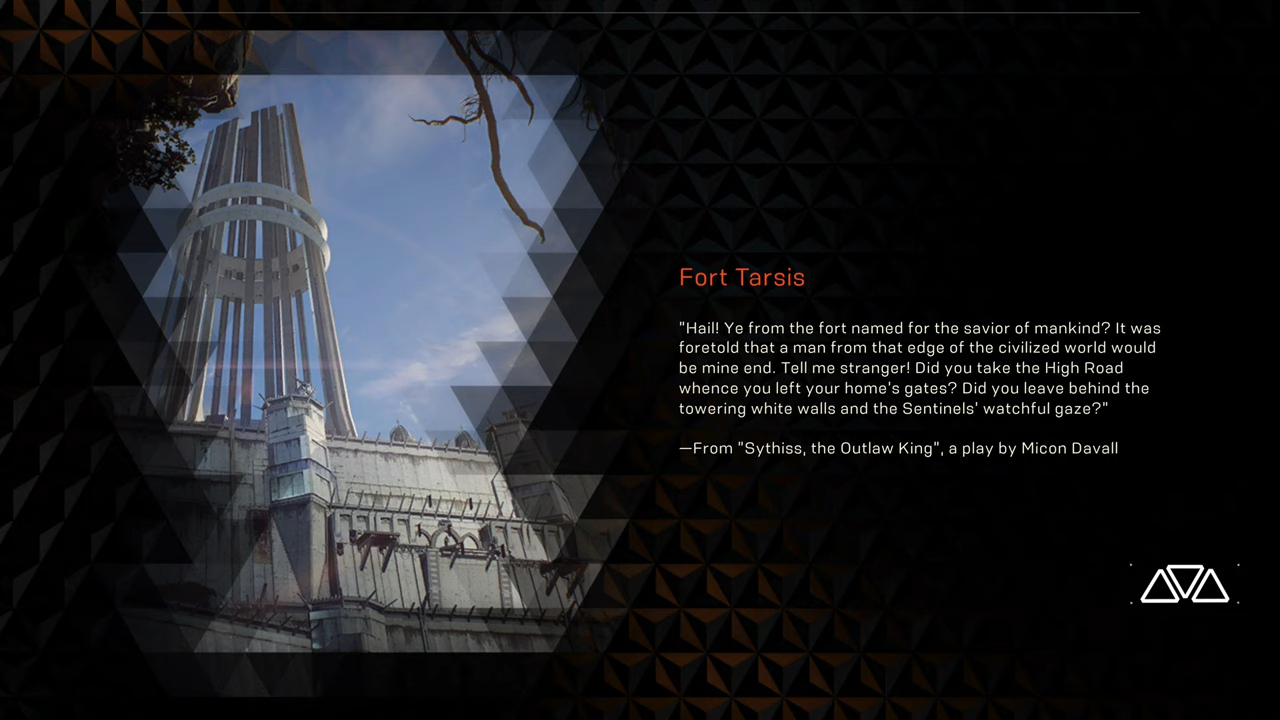 Fort Tarsis
"Hail! Ye from the fort named for the savior of mankind? It was
foretold that a man from that edge of the civilized world would
be mine end. Tell me stranger! Did you take the High Road
whence you left your home's gates? Did you leave behind the
towering white walls and the Sentinels' watchful gaze?"
—From "Sythiss, the Outlaw King", a play by Micon Davall